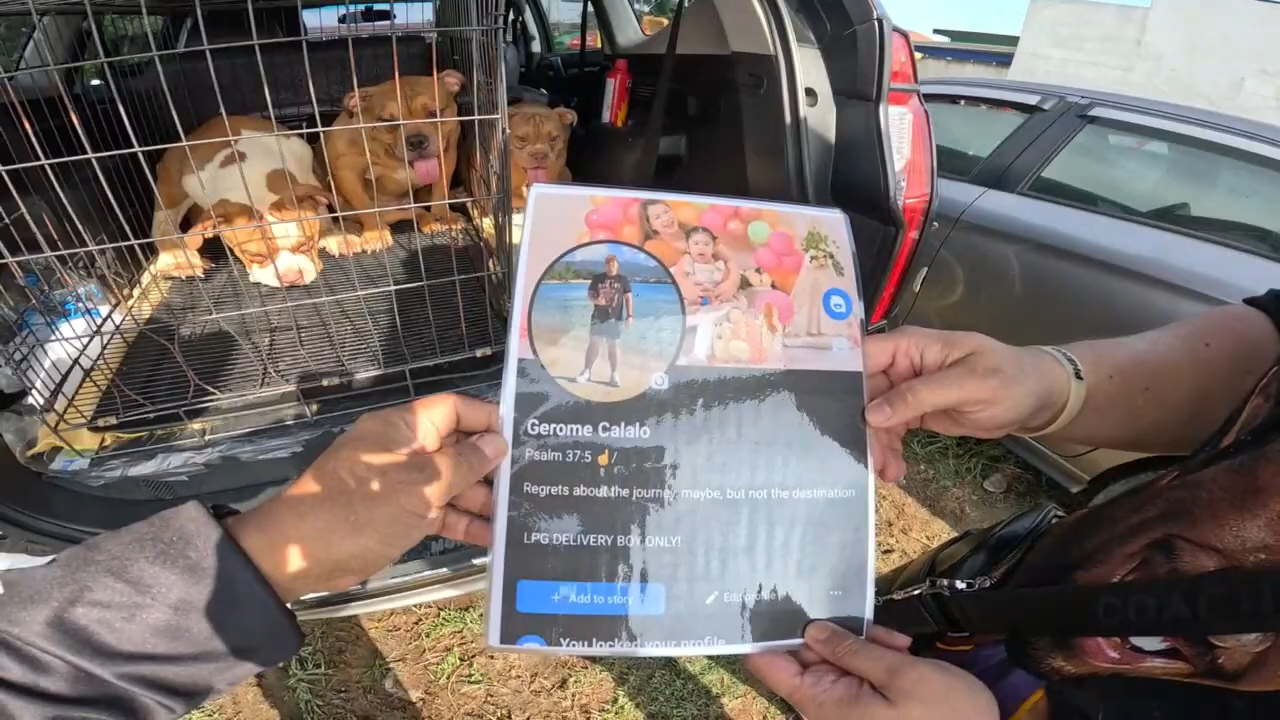 Gerome Calalo
Psalm 37:5 ☝/
Regrets about the journey maybe, but not the destination
LPG DELIVERY BOY ONLY!
+ Add to story
Edit profile
...
You locked your profile
COACH